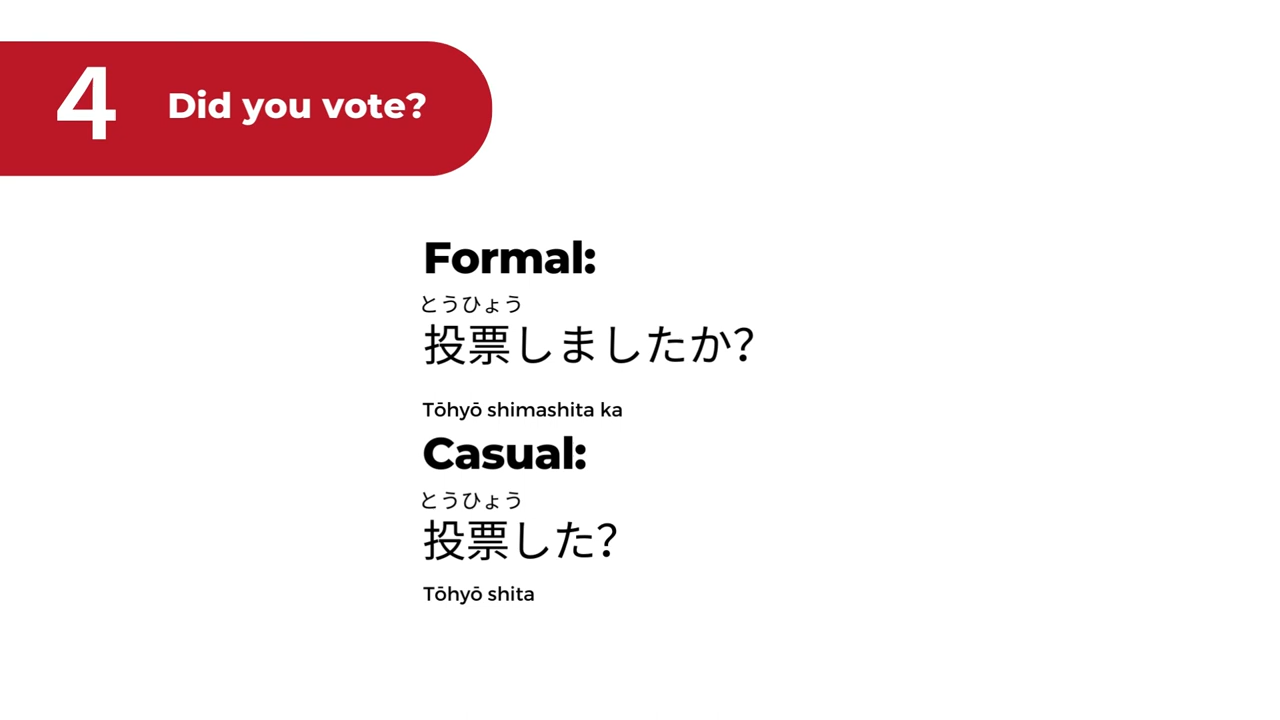 4 Did you vote?
Formal:
とうひょう
投票しましたか?
Tōhyō shimashita ka
Casual:
とうひょう
投票した?
Tōhyō shita